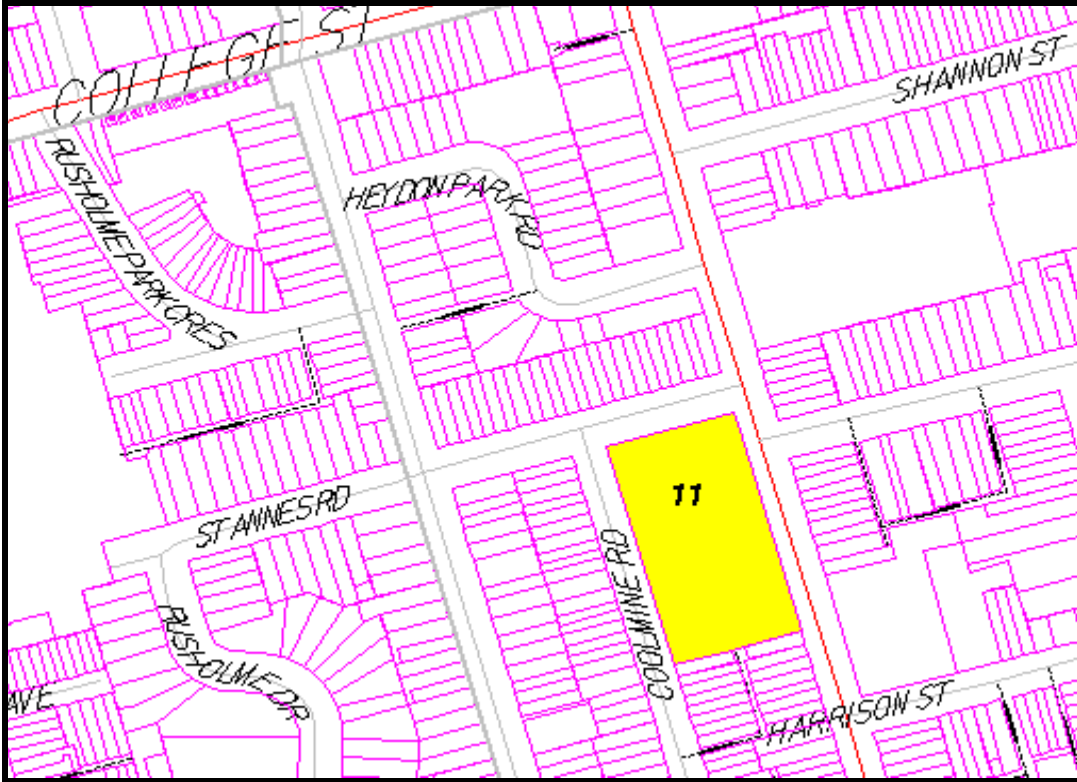 COLLEGE ST
SHANNON ST
RUSHOLME PARK CRES
HEYDON PARK RD
11
ST ANNES RD
COOLMINE RD
RUSHOLME DR
AVE
HARRISON ST